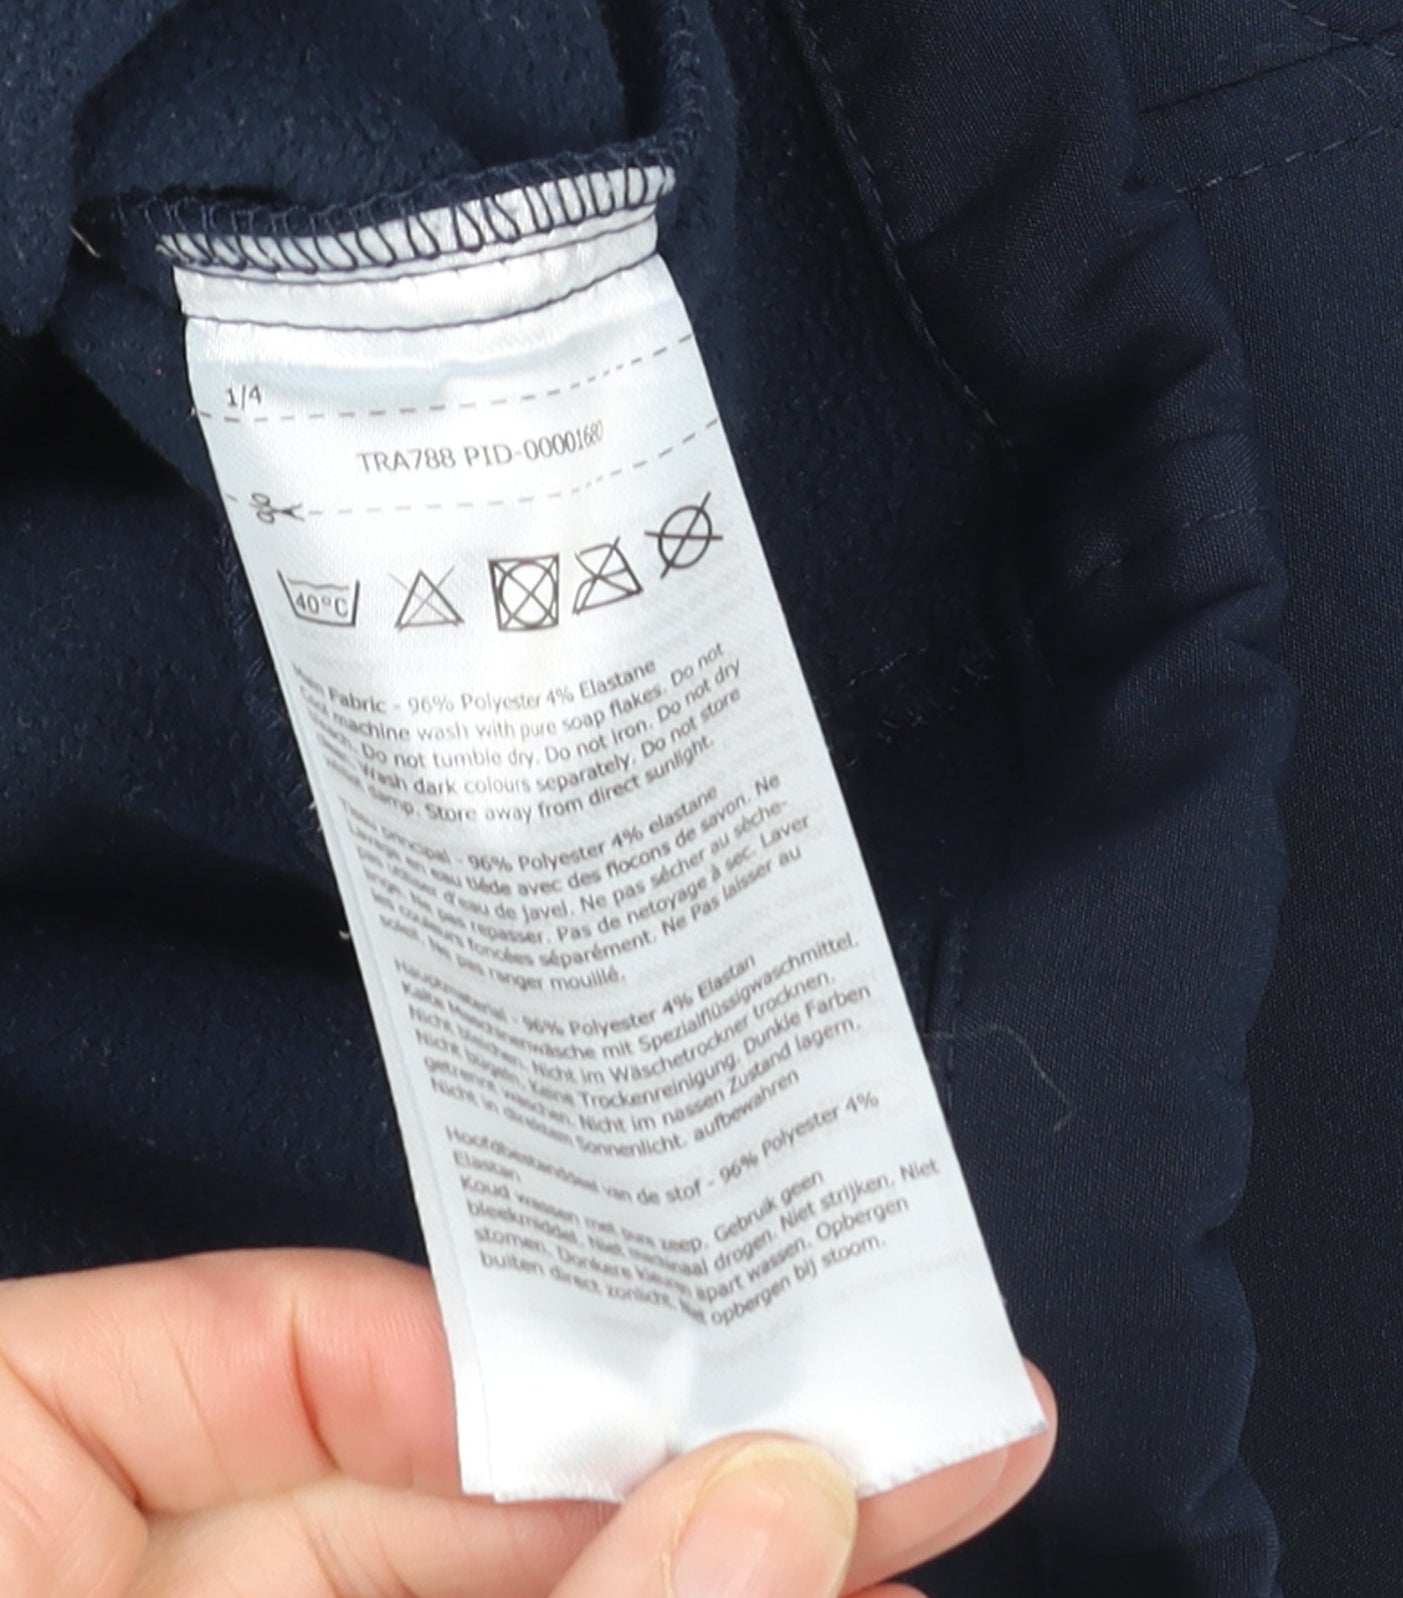 1/4
TRA788 PID-00001680
40°C
Main Fabric - 96% Polyester 4% Elastane
Cool machine wash with pure soap flakes. Do not
bleach. Do not tumble dry. Do not iron. Do not dry
clean. Wash dark colours separately. Do not store
whilst damp. Store away from direct sunlight.
Tissu principal - 96% Polyester 4% elastane
Lavage en eau tiéde avec des flocons de savon. Ne
pas utiliser d'eau de javel. Ne pas sécher au sèche-
linge. Ne pas repasser. Pas de netoyage à sec. Laver
les couleurs foncées séparément. Ne Pas laisser au
soleil. Ne pas ranger mouillé.
Hauptmaterial - 96% Polyester 4% Elastan
Kalte Maschinenwäsche mit Spezialflüssigwaschmittel.
Nicht bleichen. Nicht im Wäschetrockner trocknen.
Nicht bügeln. Keine Trockenreinigung. Dunkle Farben
getrennt waschen. Nicht im nassen Zustand lagern.
Nicht in direktem Sonnenlicht. aufbewahren
Hoofdbestanddeel van de stof - 96% Polyester 4%
Elastan
Koud wassen met pure zeep. Gebruik geen
bleekmiddel. Niet machinaal drogen. Niet strijken. Niet
stomen. Donkere kleuren apart wassen. Opbergen
buiten direct zonlicht. Niet opbergen bij stoom.